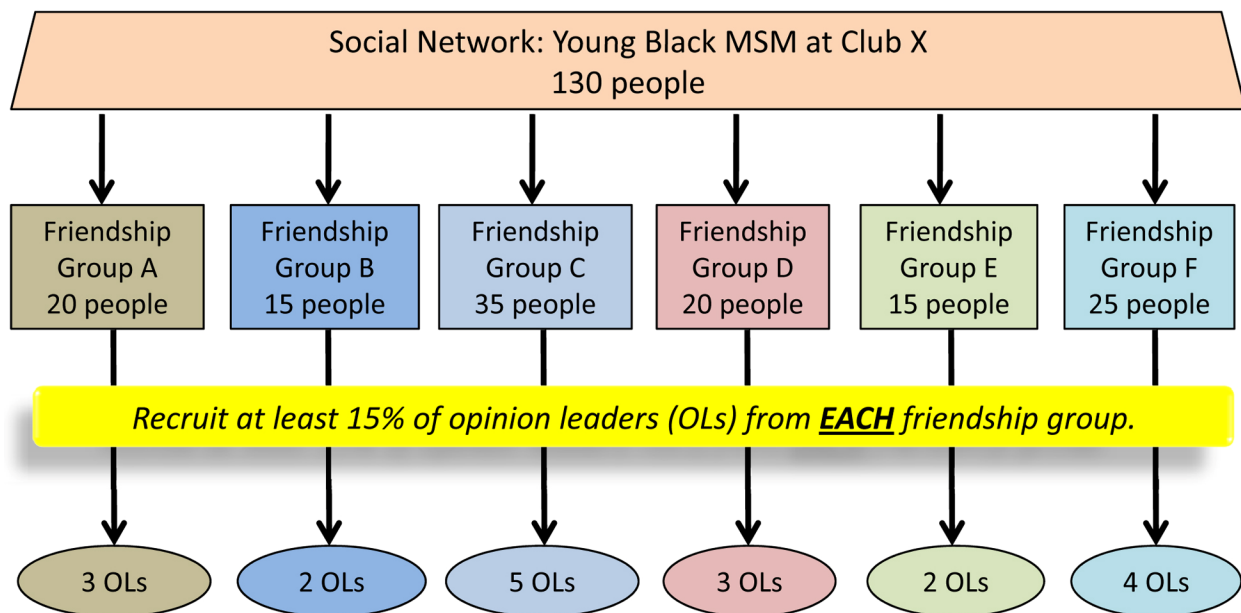 Social Network: Young Black MSM at Club X
130 people
Friendship
Group A
20 people
Friendship
Group B
15 people
Friendship
Group C
35 people
Friendship
Group D
20 people
Friendship
Group E
15 people
Friendship
Group F
25 people
Recruit at least 15% of opinion leaders (OLs) from EACH friendship group.
3 OLs
2 OLs
5 OLs
3 OLs
2 OLs
4 OLs